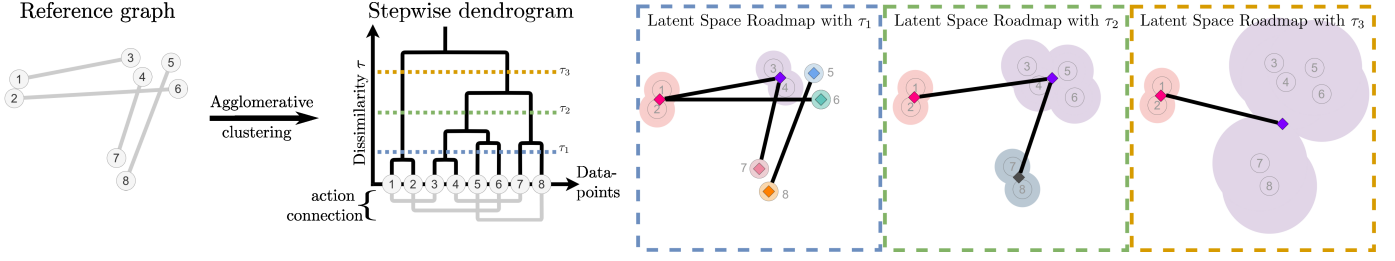 Reference graph
1
2
3
4
5
6
7
8
Agglomerative
clustering
Stepwise dendrogram
Dissimilarity τ
τ3
τ2
τ1
1 2 3 4 5 6 7 8
Data-
points
action
connection
Latent Space Roadmap with τ1
1
2
3
4
5
6
7
8
Latent Space Roadmap with τ2
1
2
3
4
5
6
7
8
Latent Space Roadmap with τ3
1
2
3
4
5
6
7
8